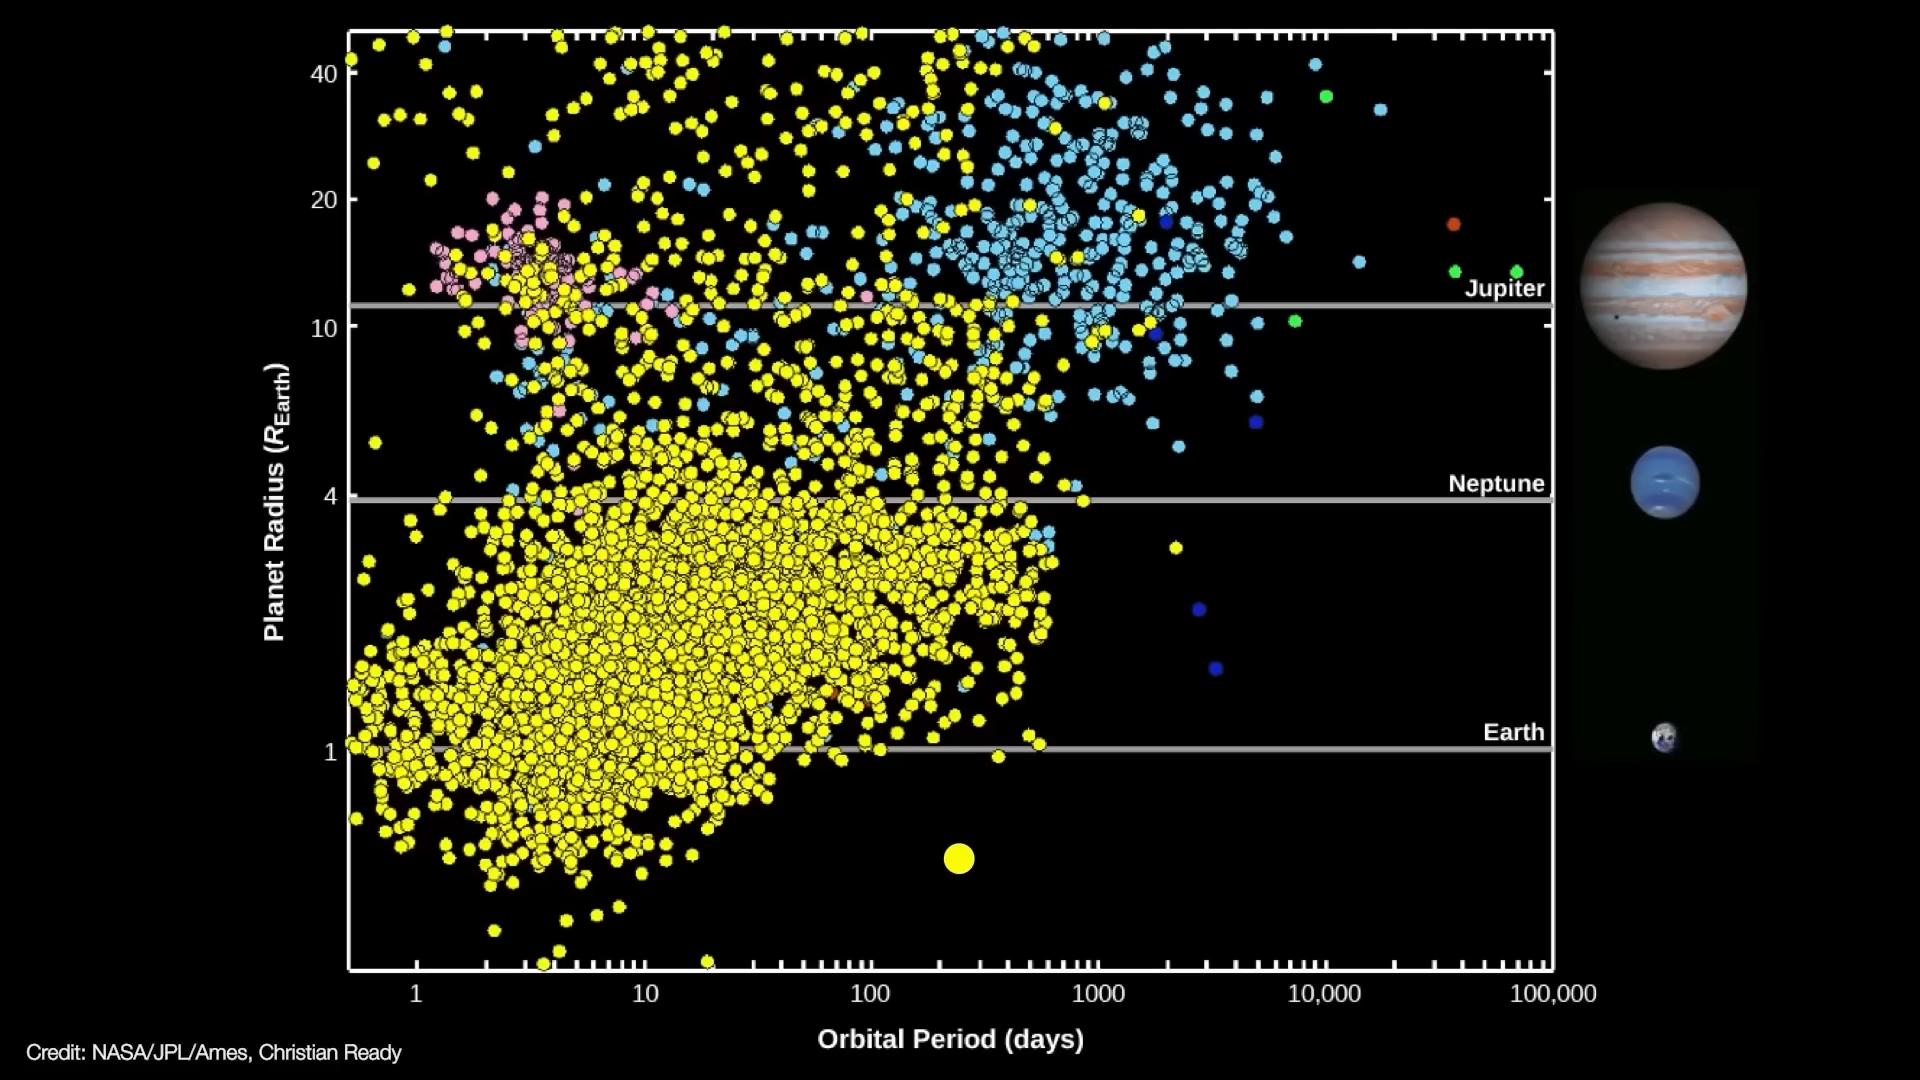 40
20
10
4
1
Planet Radius (REarth)
Jupiter
Neptune
Earth
1 10 100 1000 10,000 100,000
Orbital Period (days)
Credit: NASA/JPL/Ames, Christian Ready